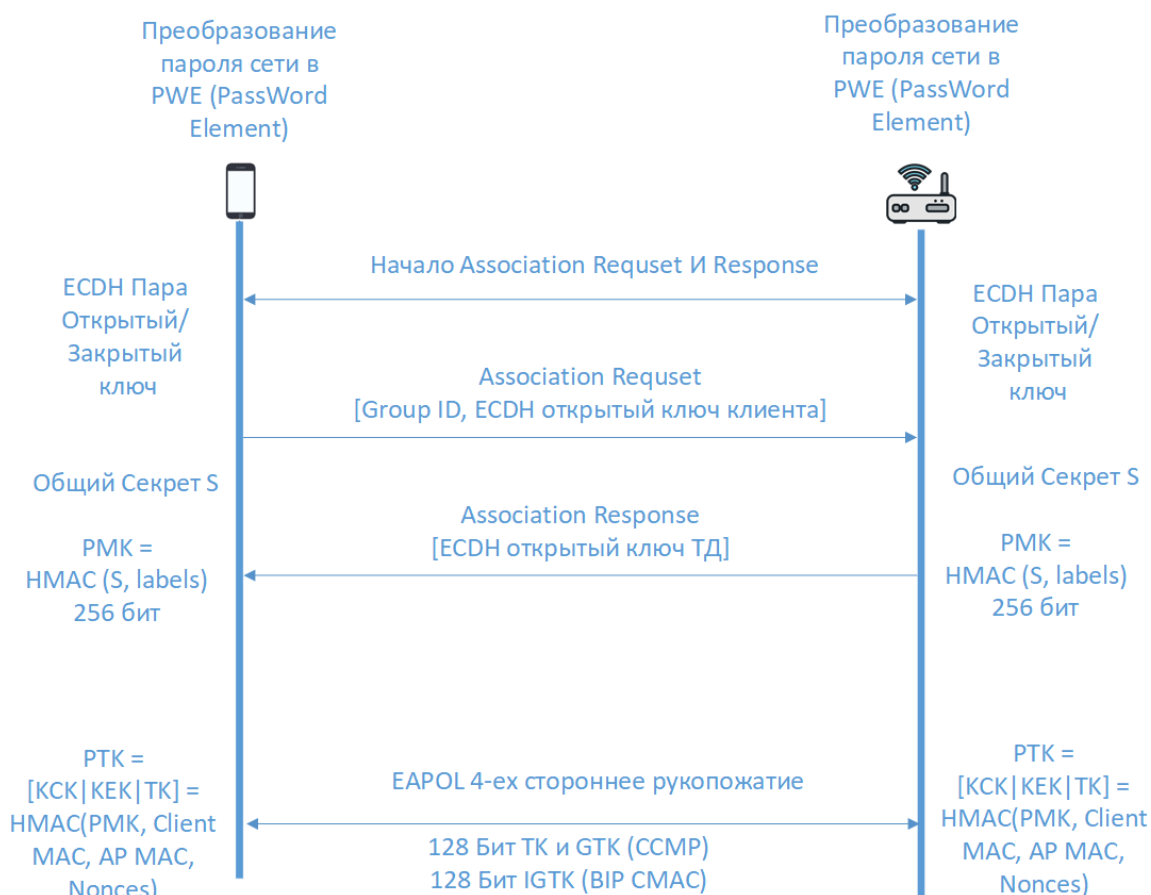 Преобразование
пароля сети в
PWE (PassWord
Element)
Преобразование
пароля сети в
PWE (PassWord
Element)
Начало Association Requset И Response
ECDH Пара
Открытый/
Закрытый
ключ
ECDH Пара
Открытый/
Закрытый
ключ
Association Requset
[Group ID, ECDH открытый ключ клиента]
Общий Секрет S
Общий Секрет S
Association Response
[ECDH открытый ключ ТД]
PMK =
HMAC (S, labels)
256 бит
PMK =
HMAC (S, labels)
256 бит
PTK =
[KCK|KEK|TK] =
HMAC(PMK, Client
MAC, AP MAC,
Nonces)
EAPOL 4-ех стороннее рукопожатие
128 Бит TK и GTK (CCMP)
128 Бит IGTK (BIP CMAC)
PTK =
[KCK|KEK|TK] =
HMAC(PMK, Client
MAC, AP MAC,
Nonces)